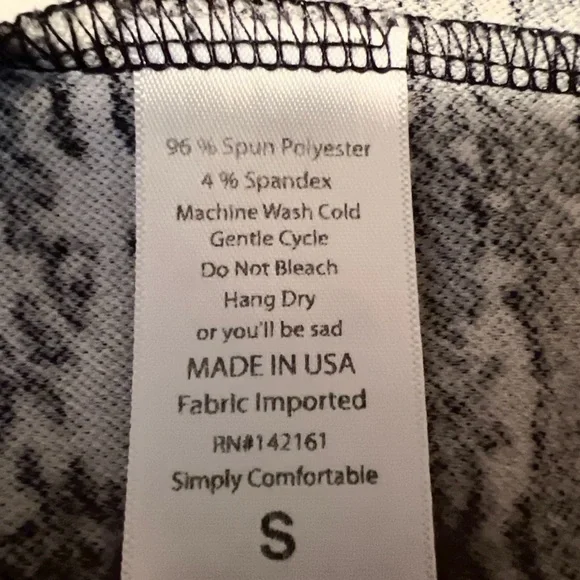 96 % Spun Polyester
4 % Spandex
Machine Wash Cold
Gentle Cycle
Do Not Bleach
Hang Dry
or you'll be sad
MADE IN USA
Fabric Imported
RN#142161
Simply Comfortable
S